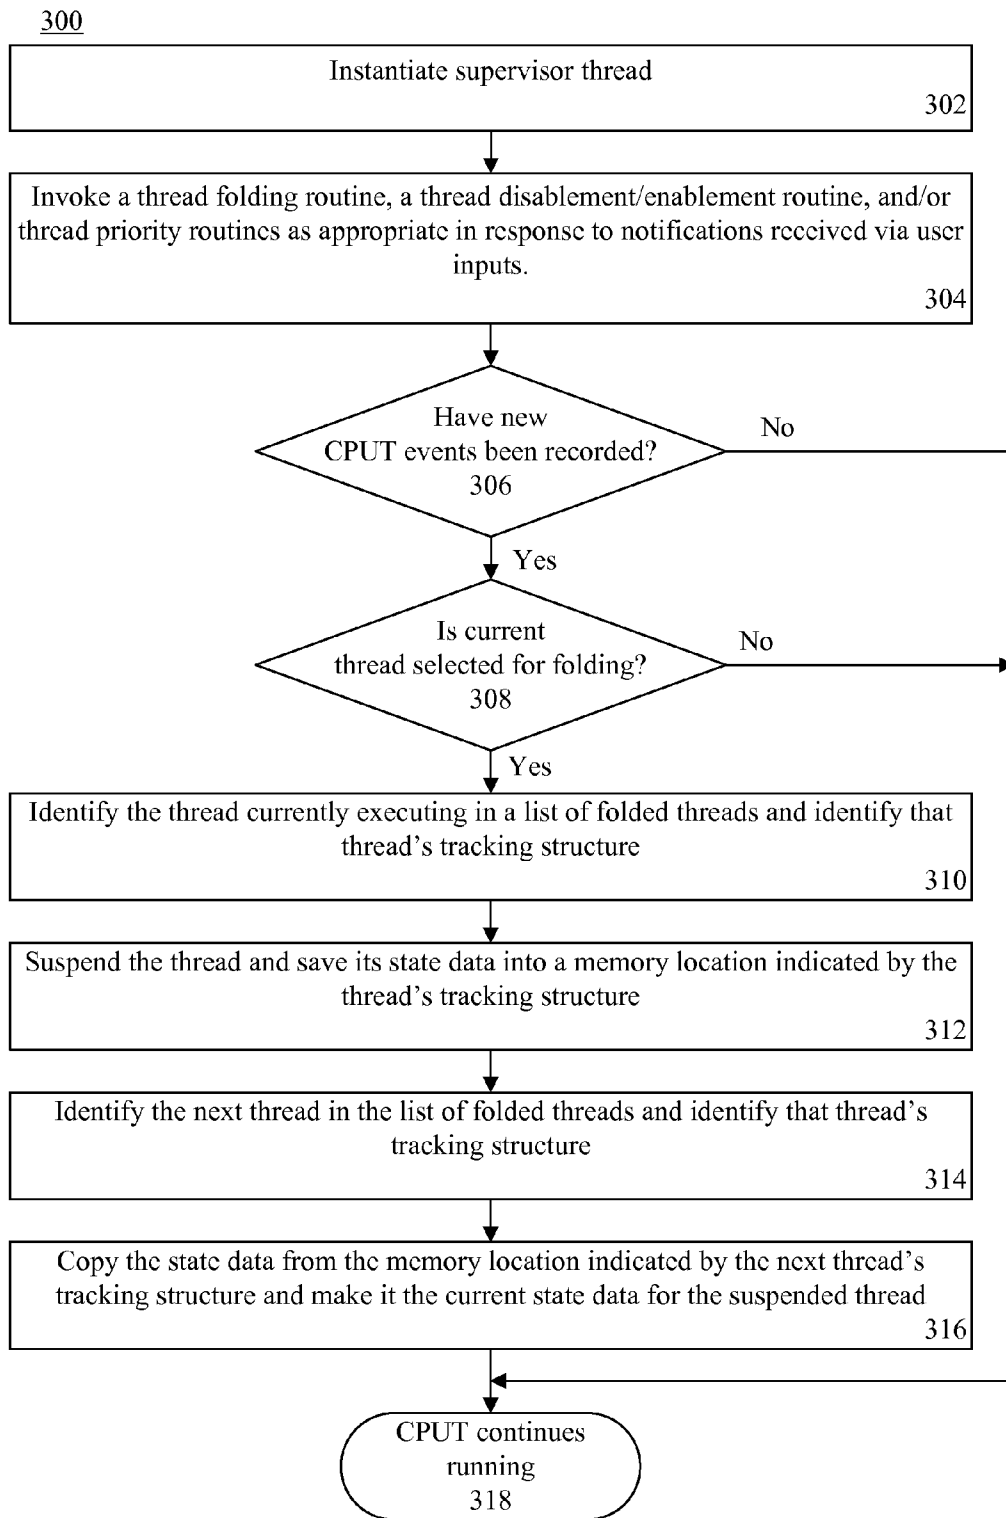 300
Instantiate supervisor thread
302
Invoke a thread folding routine, a thread disablement/enablement routine, and/or
thread priority routines as appropriate in response to notifications received via user
inputs.
304
Have new
CPUT events been recorded?
306
No
Yes
Is current
thread selected for folding?
308
No
Yes
Identify the thread currently executing in a list of folded threads and identify that
thread's tracking structure
310
Suspend the thread and save its state data into a memory location indicated by the
thread's tracking structure
312
Identify the next thread in the list of folded threads and identify that thread's
tracking structure
314
Copy the state data from the memory location indicated by the next thread's
tracking structure and make it the current state data for the suspended thread
316
CPUT continues
running
318